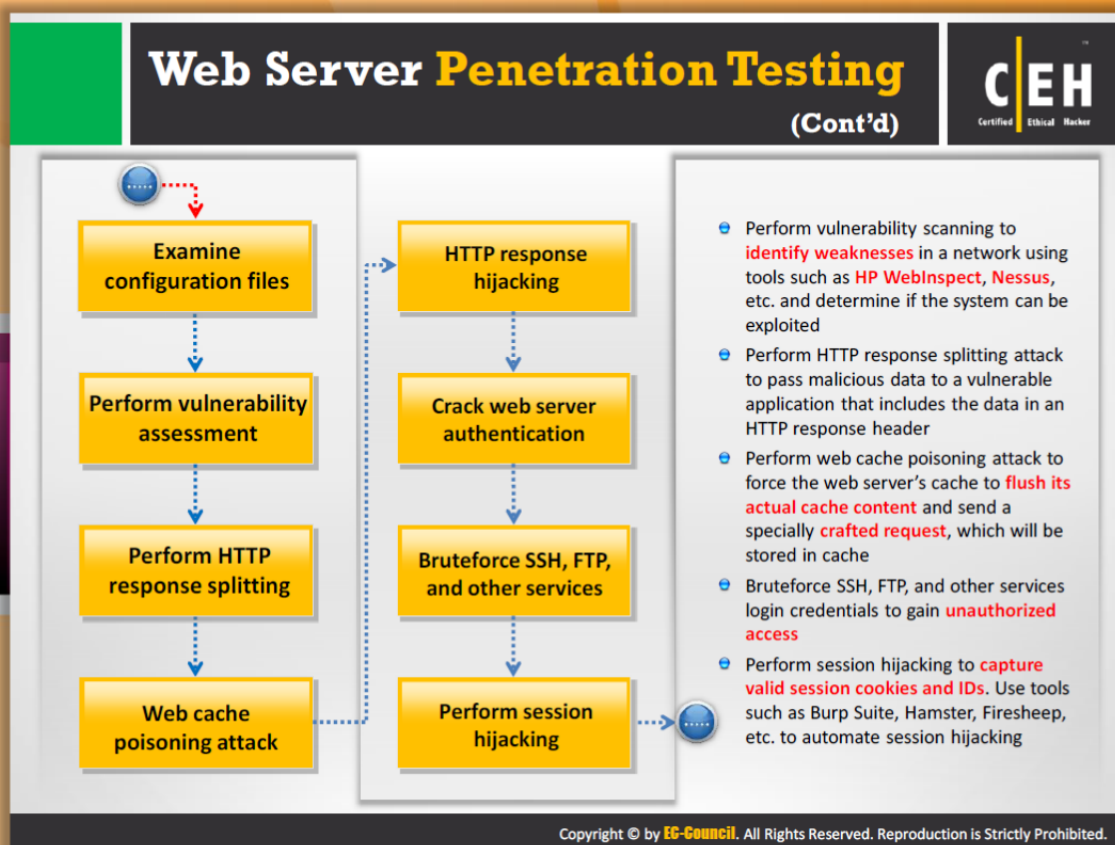 Web Server Penetration Testing
(Cont'd)
C|EH
™
Certified Ethical Hacker
.....
Examine
configuration files
Perform vulnerability
assessment
Perform HTTP
response splitting
Web cache
poisoning attack
HTTP response
hijacking
Crack web server
authentication
Bruteforce SSH, FTP,
and other services
Perform session
hijacking
.....
Perform vulnerability scanning to
identify weaknesses in a network using
tools such as HP WebInspect, Nessus,
etc. and determine if the system can be
exploited
Perform HTTP response splitting attack
to pass malicious data to a vulnerable
application that includes the data in an
HTTP response header
Perform web cache poisoning attack to
force the web server's cache to flush its
actual cache content and send a
specially crafted request, which will be
stored in cache
Bruteforce SSH, FTP, and other services
login credentials to gain unauthorized
access
Perform session hijacking to capture
valid session cookies and IDs. Use tools
such as Burp Suite, Hamster, Firesheep,
etc. to automate session hijacking
Copyright © by EC-Council. All Rights Reserved. Reproduction is Strictly Prohibited.